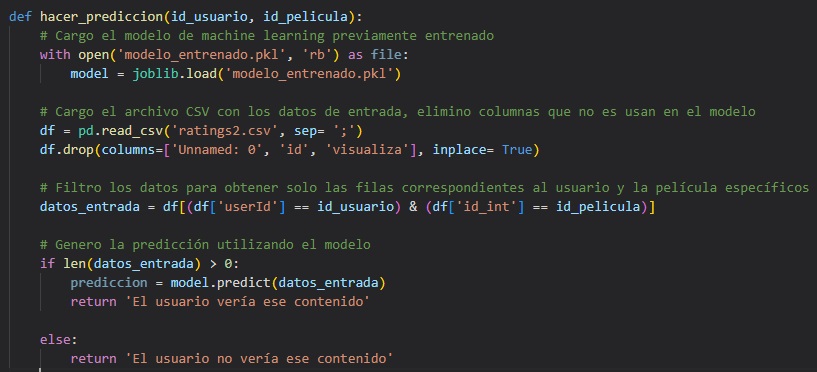 def hacer_prediccion(id_usuario, id_pelicula):
    # Cargo el modelo de machine learning previamente entrenado
    with open('modelo_entrenado.pkl', 'rb') as file:
        model = joblib.load('modelo_entrenado.pkl')
    # Cargo el archivo CSV con los datos de entrada, elimino columnas que no es usan en el modelo
    df = pd.read_csv('ratings2.csv', sep= ';')
    df.drop(columns=['Unnamed: 0', 'id', 'visualiza'], inplace= True)
    # Filtro los datos para obtener solo las filas correspondientes al usuario y la película específicos
    datos_entrada = df[(df['userId'] == id_usuario) & (df['id_int'] == id_pelicula)]
    # Genero la predicción utilizando el modelo
    if len(datos_entrada) > 0:
        prediccion = model.predict(datos_entrada)
        return 'El usuario vería ese contenido'
    else:
        return 'El usuario no vería ese contenido'